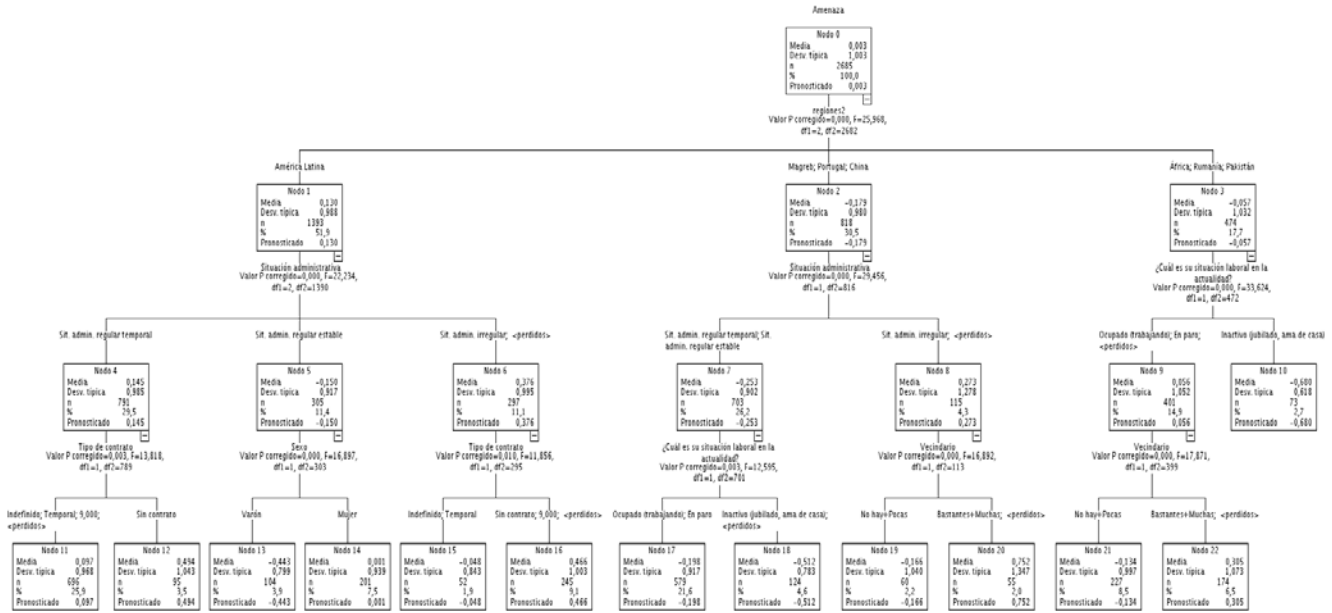 Amenaza
Nodo 0
Media 0,003
Desv. típica 1,003
n 2685
% 100,0
Pronosticado 0,003
regiones2
Valor P corregido=0,000, F=25,968,
df1=2, df2=2682
América Latina
Magreb; Portugal; China
África; Rumanía; Pakistán
Nodo 1
Media 0,130
Desv. típica 0,988
n 1393
% 51,9
Pronosticado 0,130
Situación administrativa
Valor P corregido=0,000, F=22,234,
df1=2, df2=1390
Nodo 2
Media -0,179
Desv. típica 0,980
n 818
% 30,5
Pronosticado -0,179
Situación administrativa
Valor P corregido=0,000, F=29,456,
df1=1, df2=816
Nodo 3
Media -0,057
Desv. típica 1,032
n 474
% 17,7
Pronosticado -0,057
¿Cuál es su situación laboral en la
actualidad?
Valor P corregido=0,000, F=33,624,
df1=1, df2=472
Sit. admin. regular temporal
Sit. admin. regular estable
Sit. admin. irregular; <perdidos>
Sit. admin. regular temporal; Sit.
admin. regular estable
Sit. admin. irregular; <perdidos>
Ocupado (trabajando); En paro;
<perdidos>
Inactivo (jubilado, ama de casa)
Nodo 4
Media 0,145
Desv. típica 0,985
n 791
% 29,5
Pronosticado 0,145
Tipo de contrato
Valor P corregido=0,003, F=13,818,
df1=1, df2=789
Nodo 5
Media -0,150
Desv. típica 0,917
n 305
% 11,4
Pronosticado -0,150
Sexo
Valor P corregido=0,000, F=16,897,
df1=1, df2=303
Nodo 6
Media 0,376
Desv. típica 0,995
n 297
% 11,1
Pronosticado 0,376
Tipo de contrato
Valor P corregido=0,010, F=11,856,
df1=1, df2=295
Nodo 7
Media -0,253
Desv. típica 0,902
n 703
% 26,2
Pronosticado -0,253
¿Cuál es su situación laboral en la
actualidad?
Valor P corregido=0,003, F=12,595,
df1=1, df2=701
Nodo 8
Media 0,273
Desv. típica 1,278
n 115
% 4,3
Pronosticado 0,273
Vecindario
Valor P corregido=0,000, F=16,892,
df1=1, df2=113
Nodo 9
Media 0,056
Desv. típica 1,052
n 401
% 14,9
Pronosticado 0,056
Vecindario
Valor P corregido=0,000, F=17,871,
df1=1, df2=399
Nodo 10
Media -0,680
Desv. típica 0,618
n 73
% 2,7
Pronosticado -0,680
Indefinido; Temporal; 9,000;
<perdidos>
Sin contrato
Varón
Mujer
Indefinido; Temporal
Sin contrato; 9,000; <perdidos>
Ocupado (trabajando); En paro
Inactivo (jubilado, ama de casa);
<perdidos>
No hay+Pocas
Bastantes+Muchas; <perdidos>
No hay+Pocas
Bastantes+Muchas; <perdidos>
Nodo 11
Media 0,097
Desv. típica 0,968
n 696
% 25,9
Pronosticado 0,097
Nodo 12
Media 0,494
Desv. típica 1,043
n 95
% 3,5
Pronosticado 0,494
Nodo 13
Media -0,443
Desv. típica 0,799
n 104
% 3,9
Pronosticado -0,443
Nodo 14
Media 0,001
Desv. típica 0,939
n 201
% 7,5
Pronosticado 0,001
Nodo 15
Media -0,048
Desv. típica 0,843
n 52
% 1,9
Pronosticado -0,048
Nodo 16
Media 0,466
Desv. típica 1,003
n 245
% 9,1
Pronosticado 0,466
Nodo 17
Media -0,198
Desv. típica 0,917
n 579
% 21,6
Pronosticado -0,198
Nodo 18
Media -0,512
Desv. típica 0,783
n 124
% 4,6
Pronosticado -0,512
Nodo 19
Media -0,166
Desv. típica 1,040
n 60
% 2,2
Pronosticado -0,166
Nodo 20
Media 0,752
Desv. típica 1,347
n 55
% 2,0
Pronosticado 0,752
Nodo 21
Media -0,134
Desv. típica 0,997
n 227
% 8,5
Pronosticado -0,134
Nodo 22
Media 0,305
Desv. típica 1,073
n 174
% 6,5
Pronosticado 0,305